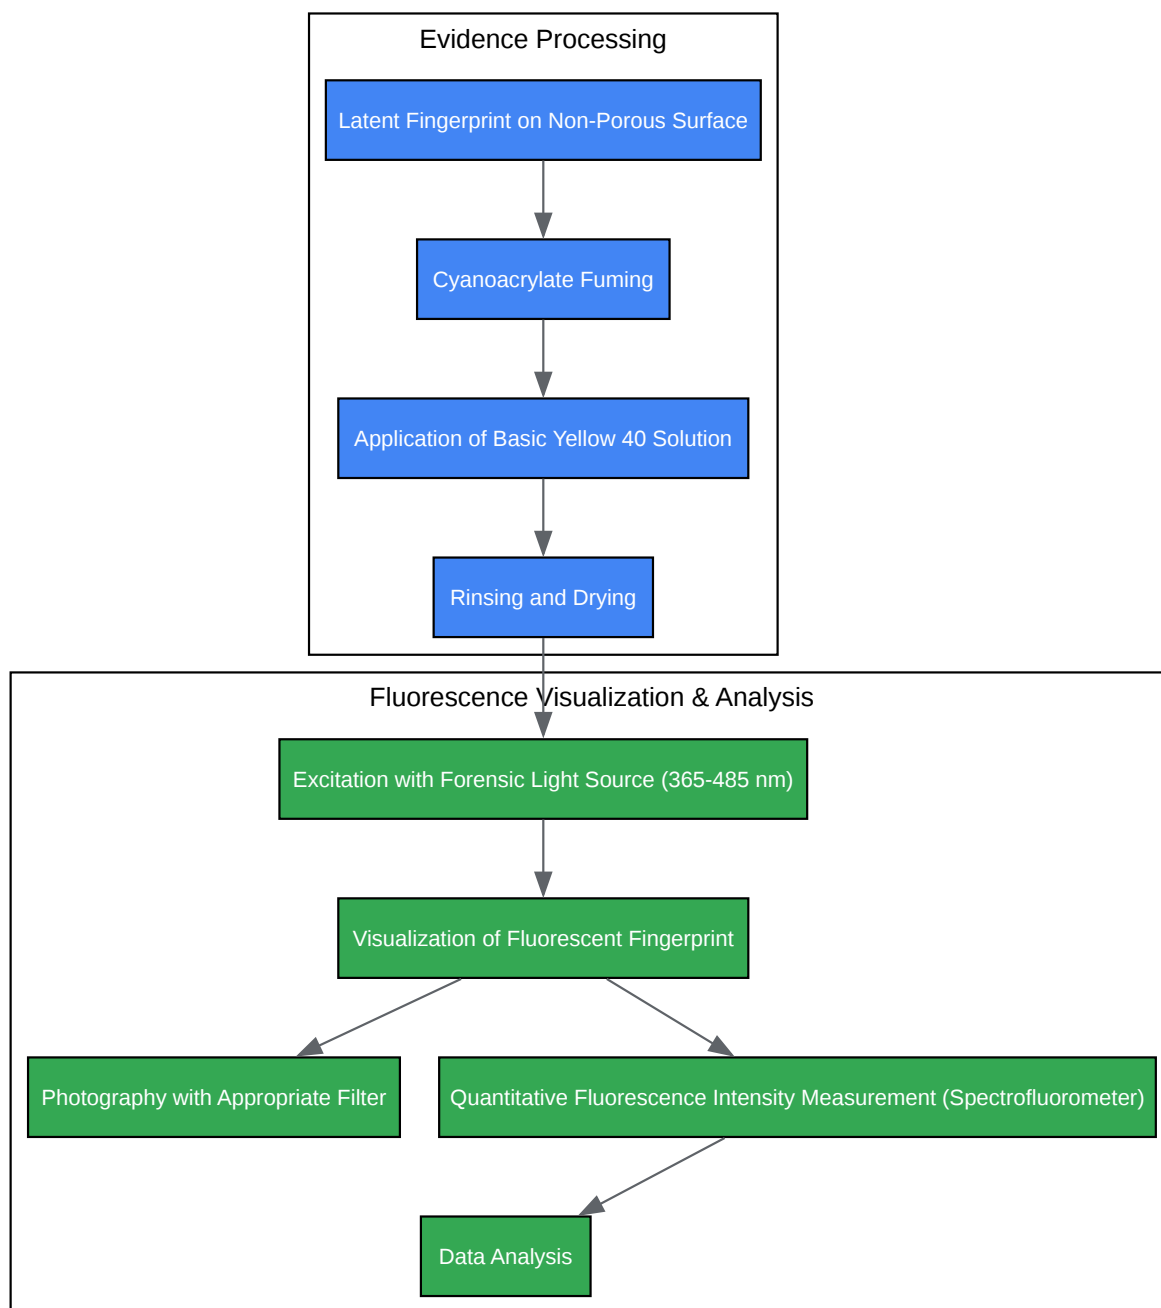 Evidence Processing
Latent Fingerprint on Non-Porous Surface
Cyanoacrylate Fuming
Application of Basic Yellow 40 Solution
Rinsing and Drying
Fluorescence Visualization & Analysis
Excitation with Forensic Light Source (365-485 nm)
Visualization of Fluorescent Fingerprint
Photography with Appropriate Filter
Quantitative Fluorescence Intensity Measurement (Spectrofluorometer)
Data Analysis